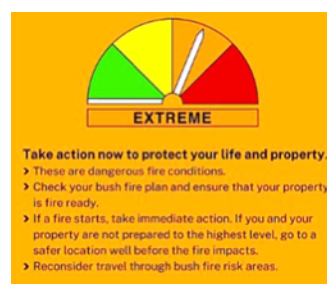 EXTREME
Take action now to protect your life and property.
> These are dangerous fire conditions.
> Check your bush fire plan and ensure that your property
is fire ready.
> If a fire starts, take immediate action. If you and your
property are not prepared to the highest level, go to a
safer location well before the fire impacts.
> Reconsider travel through bush fire risk areas.